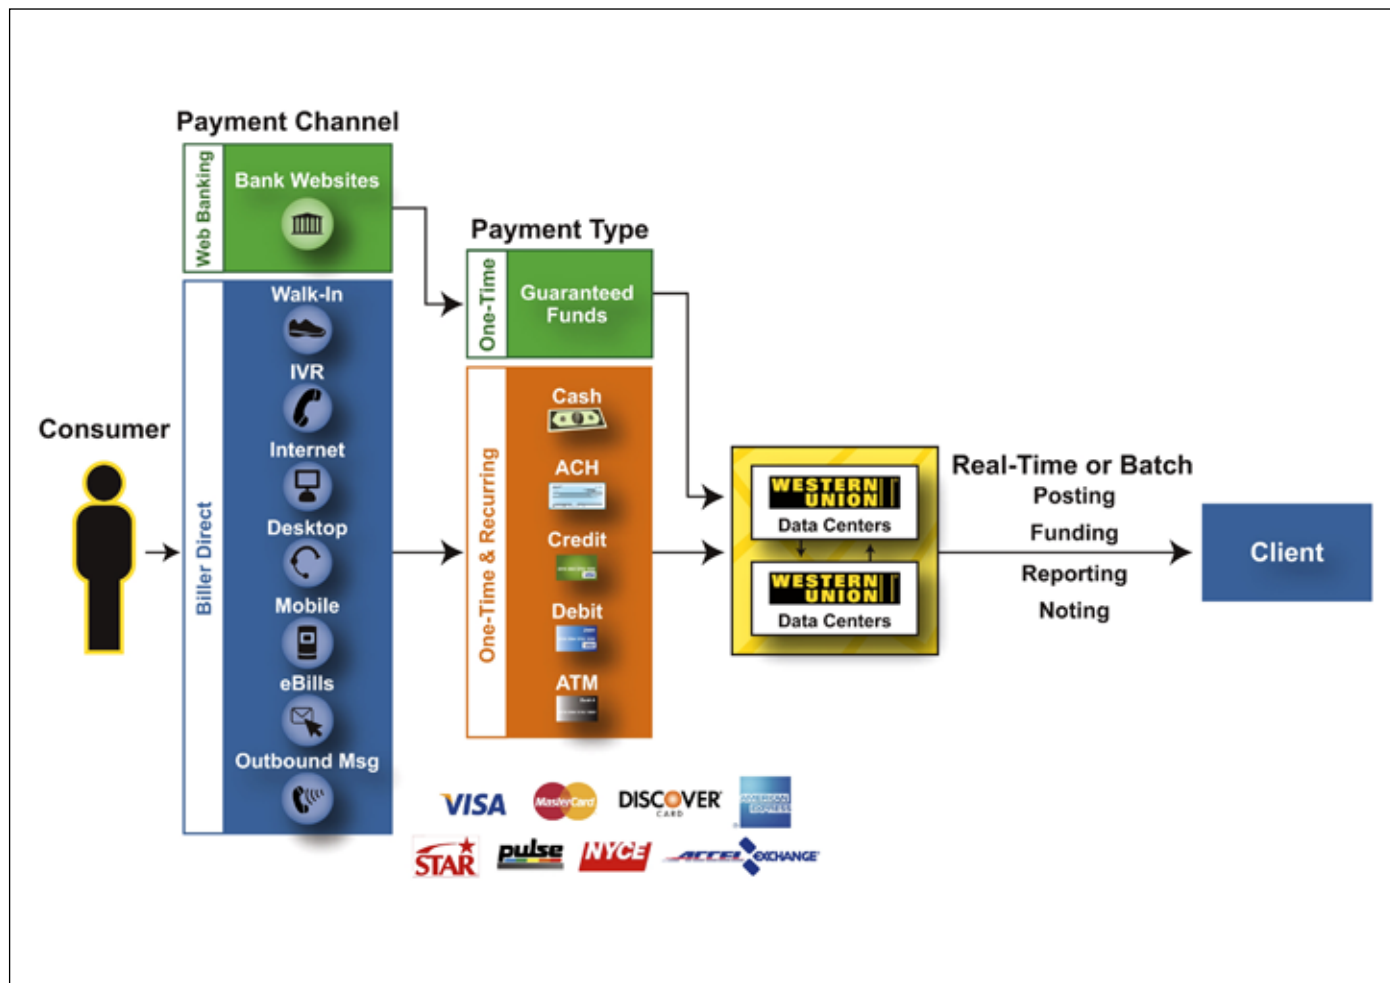 Payment Channel
Web Banking
Bank Websites
Biller Direct
Walk-In
IVR
Internet
Desktop
Mobile
eBills
Outbound Msg
Consumer
Payment Type
One-Time
Guaranteed
Funds
One-Time & Recurring
Cash
ACH
Credit
Debit
ATM
WESTERN
UNION
Data Centers
WESTERN
UNION
Data Centers
Real-Time or Batch
Posting
Funding
Reporting
Noting
Client
VISA
MasterCard
DISCOVER
CARD
AMERICAN
EXPRESS
STAR
pulse
NYCE
ACCEL EXCHANGE